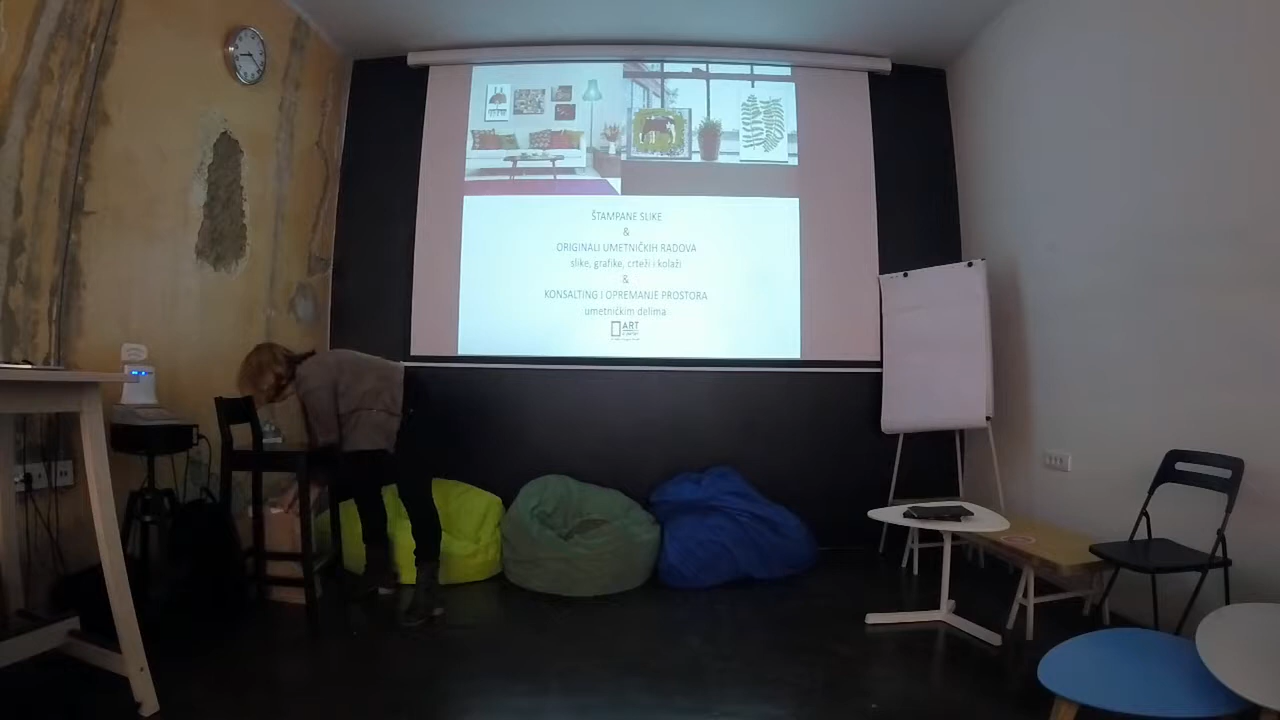 ŠTAMPANE SLIKE
&
ORIGINALI UMETNIČKIH RADOVA
slike, grafike, crteži i kolaži
&
KONSALTING I OPREMANJE PROSTORA
umetničkim delima
ART